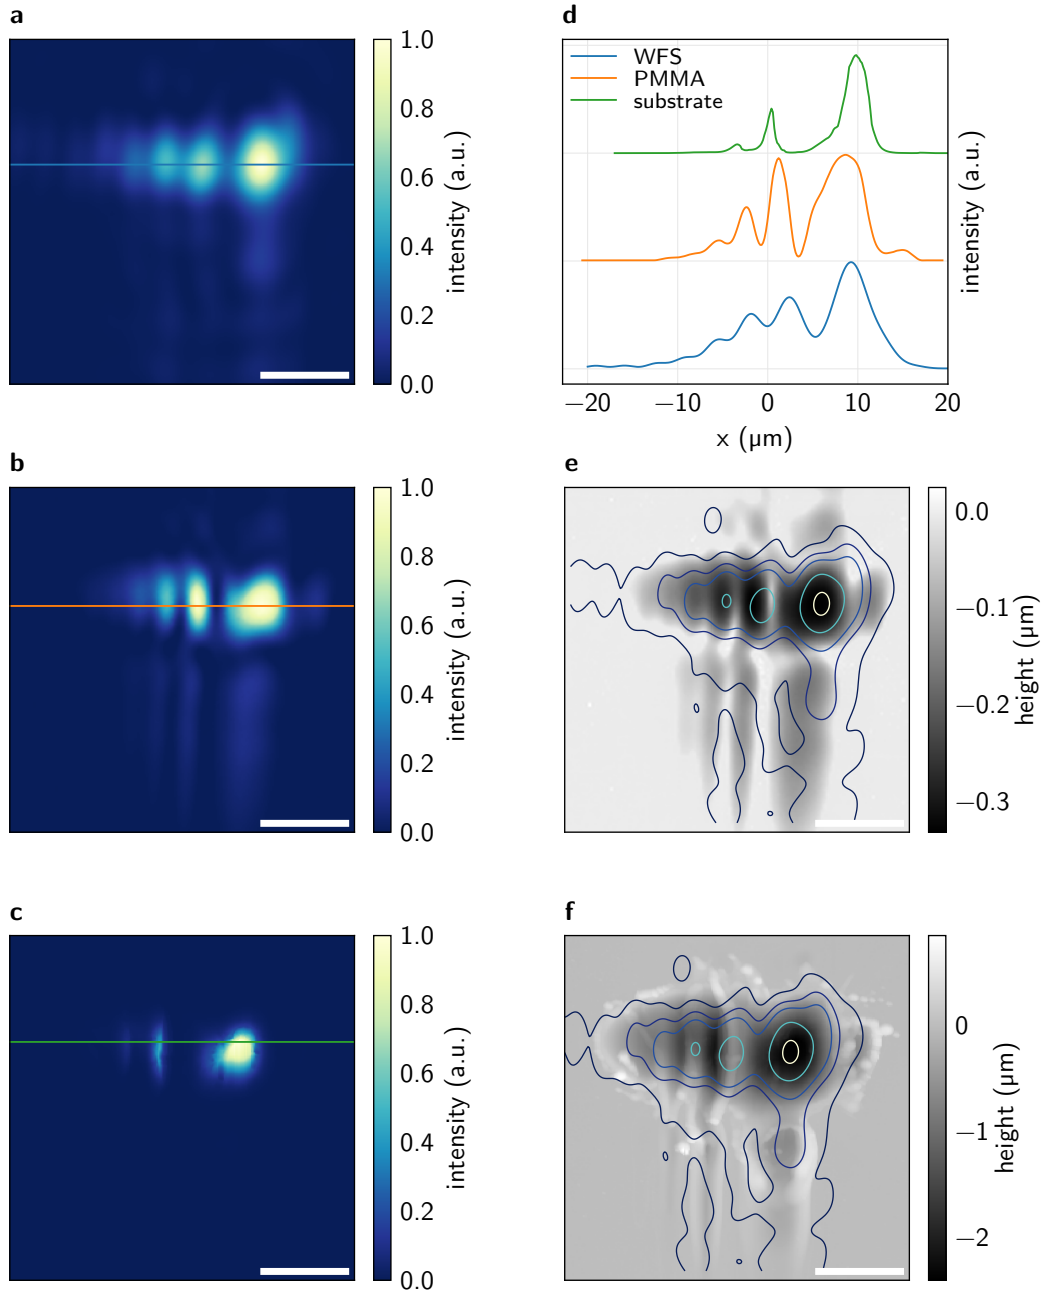 a
1.0
0.8
0.6
0.4
0.2
0.0
intensity (a.u.)
d
WFS
PMMA
substrate
intensity (a.u.)
−20 −10 0 10 20
x (μm)
b
1.0
0.8
0.6
0.4
0.2
0.0
intensity (a.u.)
e
0.0
−0.1
−0.2
−0.3
height (μm)
c
1.0
0.8
0.6
0.4
0.2
0.0
intensity (a.u.)
f
0
−1
−2
height (μm)